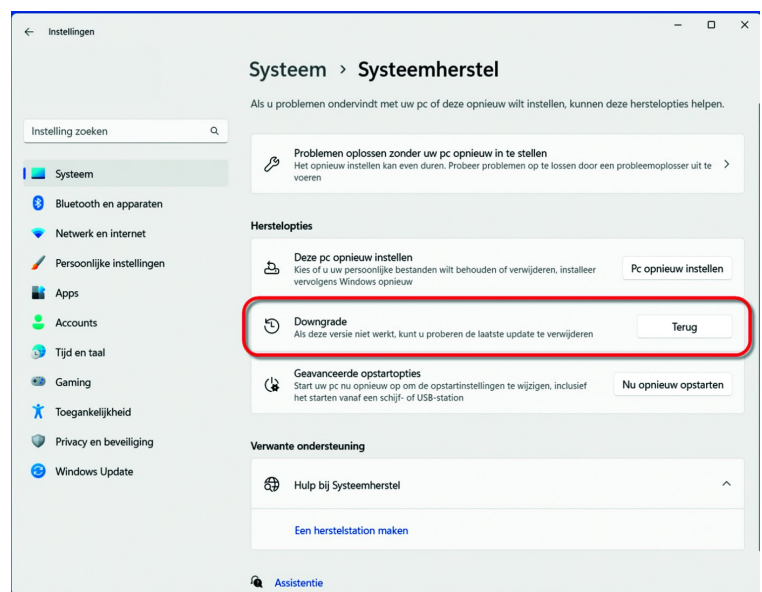 Instellingen
Systeem > Systeemherstel
Als u problemen ondervindt met uw pc of deze opnieuw wilt instellen, kunnen deze herstelopties helpen.
Instelling zoeken
Systeem
Bluetooth en apparaten
Netwerk en internet
Persoonlijke instellingen
Apps
Accounts
Tijd en taal
Gaming
Toegankelijkheid
Privacy en beveiliging
Windows Update
Problemen oplossen zonder uw pc opnieuw in te stellen
Het opnieuw instellen kan even duren. Probeer problemen op te lossen door een probleemoplosser uit te
voeren
Herstelopties
Deze pc opnieuw instellen
Kies of u uw persoonlijke bestanden wilt behouden of verwijderen, installeer
vervolgens Windows opnieuw
Pc opnieuw instellen
Downgrade
Als deze versie niet werkt, kunt u proberen de laatste update te verwijderen
Terug
Geavanceerde opstartopties
Start uw pc nu opnieuw op om de opstartinstellingen te wijzigen, inclusief
het starten vanaf een schijf- of USB-station
Nu opnieuw opstarten
Verwante ondersteuning
Hulp bij Systeemherstel
Een herstelstation maken
Assistentie